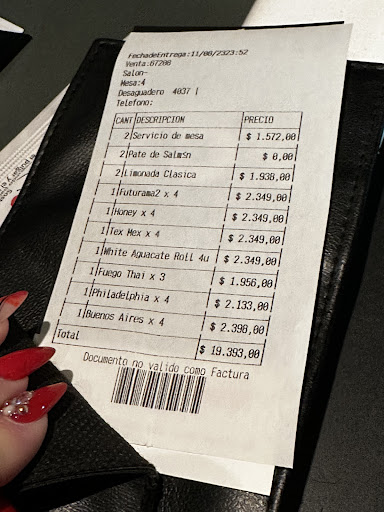 FechadeEntrega:11/08/2323:52
Venta:67208
Salon-
Mesa:4
Desaguadero 4037 |
Telefono:
CANT DESCRIPCION PRECIO
2 Servicio de mesa $ 1.572,00
2 Pate de Salmón $ 0,00
2 Limonada Clasica $ 1.938,00
1 Futurama2 x 4 $ 2.349,00
1 Honey x 4 $ 2.349,00
1 Tex Mex x 4 $ 2.349,00
1 White Aguacate Roll 4u $ 2.349,00
1 Fuego Thai x 3 $ 1.956,00
1 Philadelphia x 4 $ 2.133,00
1 Buenos Aires x 4 $ 2.398,00
Total $ 19.393,00
Documento no valido como Factura